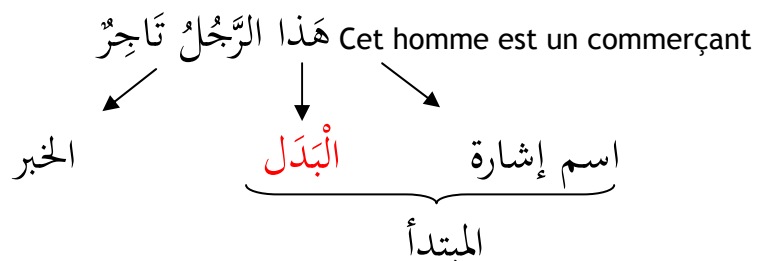 هَذا الرَّجُلُ تَاجِرٌ Cet homme est un commerçant
اسم إشارة الْبَدَل الخبر
المبتدأ